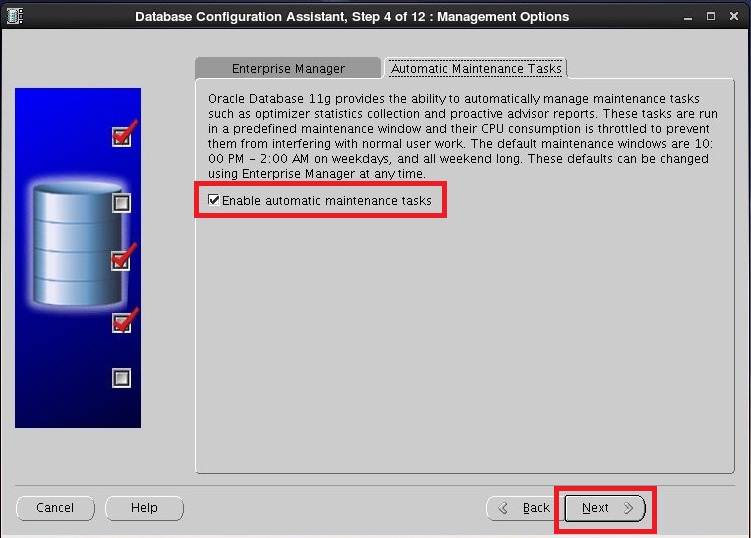 Database Configuration Assistant, Step 4 of 12 : Management Options
Enterprise Manager
Automatic Maintenance Tasks
Oracle Database 11g provides the ability to automatically manage maintenance tasks
such as optimizer statistics collection and proactive advisor reports. These tasks are run
in a predefined maintenance window and their CPU consumption is throttled to prevent
them from interfering with normal user work. The default maintenance windows are 10:
00 PM - 2:00 AM on weekdays, and all weekend long. These defaults can be changed
using Enterprise Manager at any time.
Enable automatic maintenance tasks
Cancel
Help
Back
Next